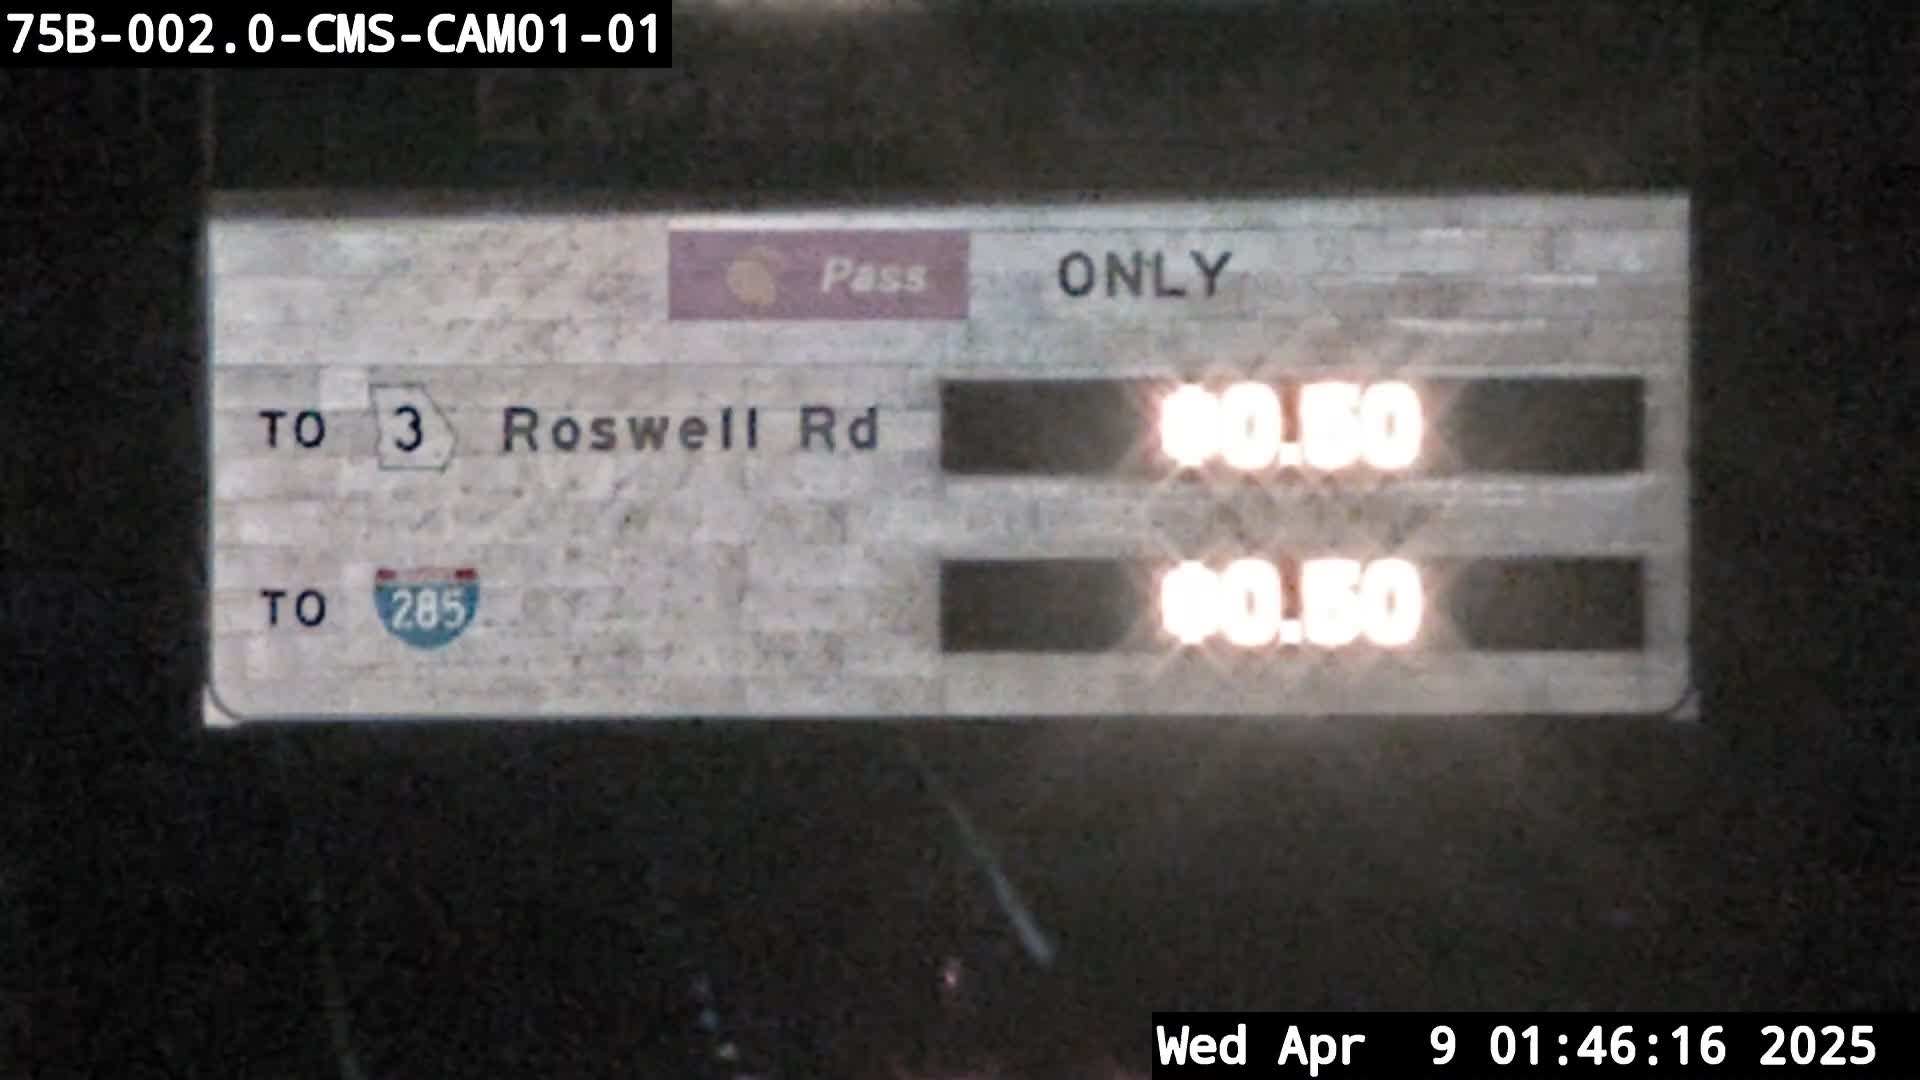 75B-002.0-CMS-CAM01-01
Pass ONLY
TO 3 Roswell Rd $0.50
TO 285 $0.50
Wed Apr 9 01:46:16 2025